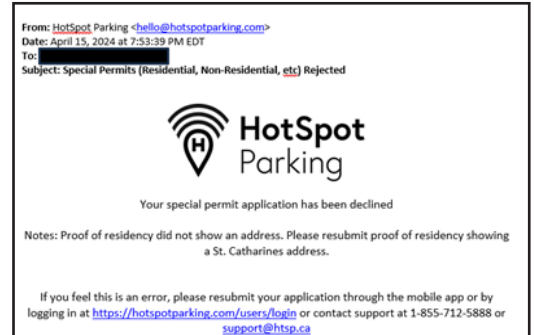 From: HotSpot Parking <hello@hotspotparking.com>
Date: April 15, 2024 at 7:53:39 PM EDT
To:
Subject: Special Permits (Residential, Non-Residential, etc) Rejected
H
HotSpot
Parking
Your special permit application has been declined
Notes: Proof of residency did not show an address. Please resubmit proof of residency showing
a St. Catharines address.
If you feel this is an error, please resubmit your application through the mobile app or by
logging in at https://hotspotparking.com/users/login or contact support at 1-855-712-5888 or
support@htsp.ca